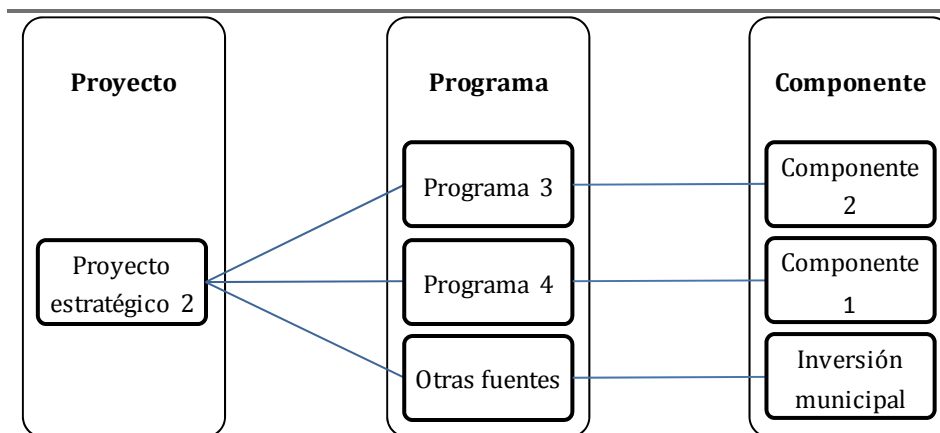 Proyecto
Programa
Componente
Programa 3
Componente
2
Proyecto
estratégico 2
Programa 4
Componente
1
Otras fuentes
Inversión
municipal